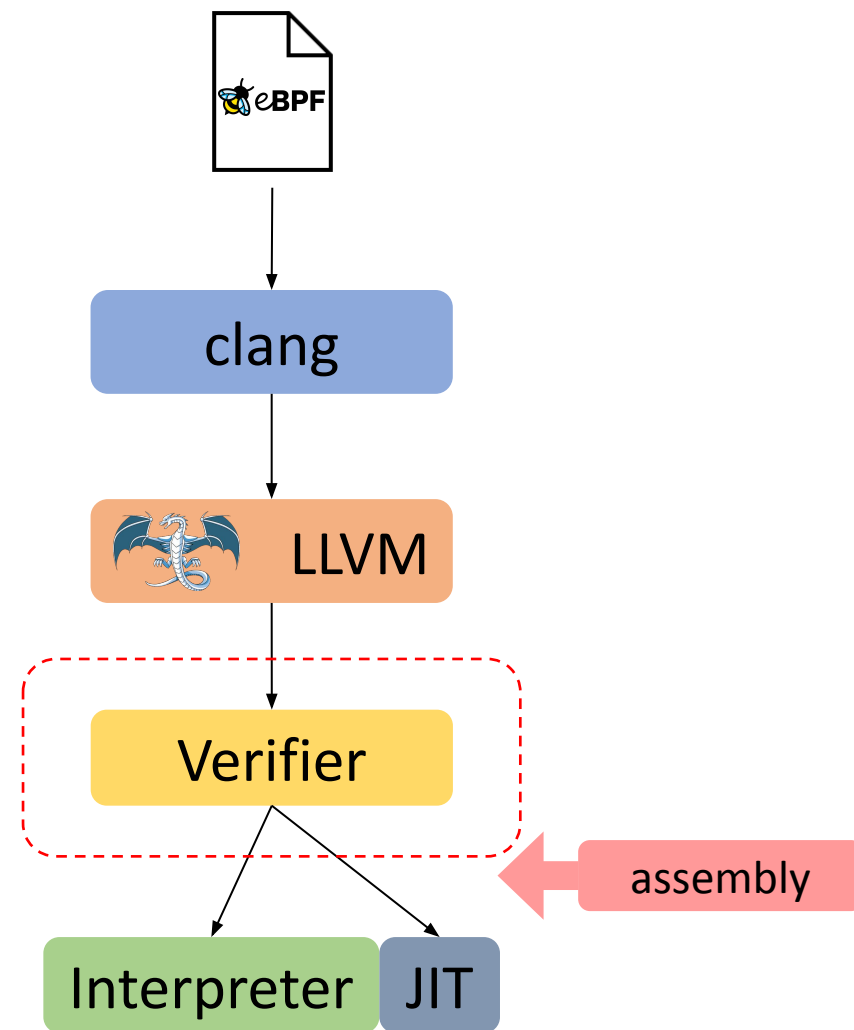 eBPF
clang
LLVM
Verifier
assembly
Interpreter
JIT